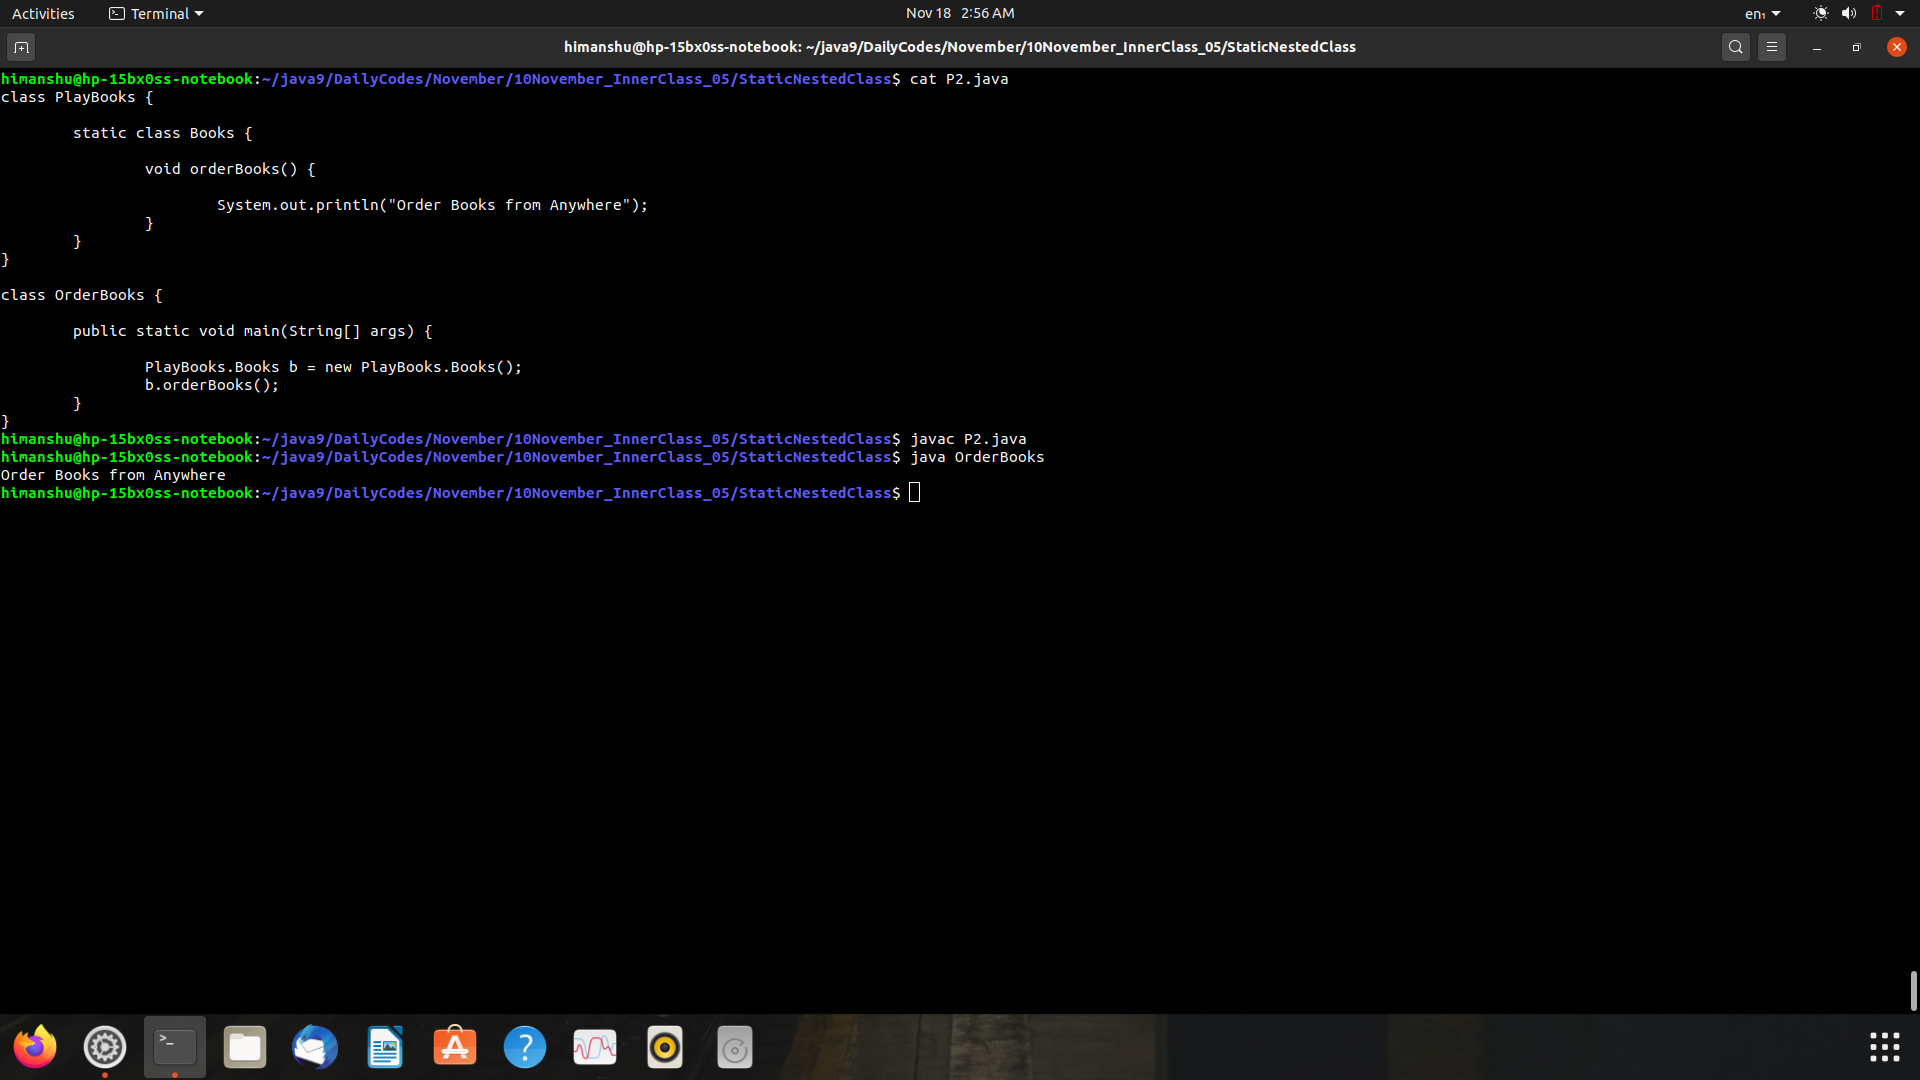 Activities Terminal Nov 18 2:56 AM en₁
himanshu@hp-15bx0ss-notebook: ~/java9/DailyCodes/November/10November_InnerClass_05/StaticNestedClass
himanshu@hp-15bx0ss-notebook:~/java9/DailyCodes/November/10November_InnerClass_05/StaticNestedClass$ cat P2.java
class PlayBooks {
static class Books {
void orderBooks() {
System.out.println("Order Books from Anywhere");
}
}
}
class OrderBooks {
public static void main(String[] args) {
PlayBooks.Books b = new PlayBooks.Books();
b.orderBooks();
}
}
himanshu@hp-15bx0ss-notebook:~/java9/DailyCodes/November/10November_InnerClass_05/StaticNestedClass$ javac P2.java
himanshu@hp-15bx0ss-notebook:~/java9/DailyCodes/November/10November_InnerClass_05/StaticNestedClass$ java OrderBooks
Order Books from Anywhere
himanshu@hp-15bx0ss-notebook:~/java9/DailyCodes/November/10November_InnerClass_05/StaticNestedClass$